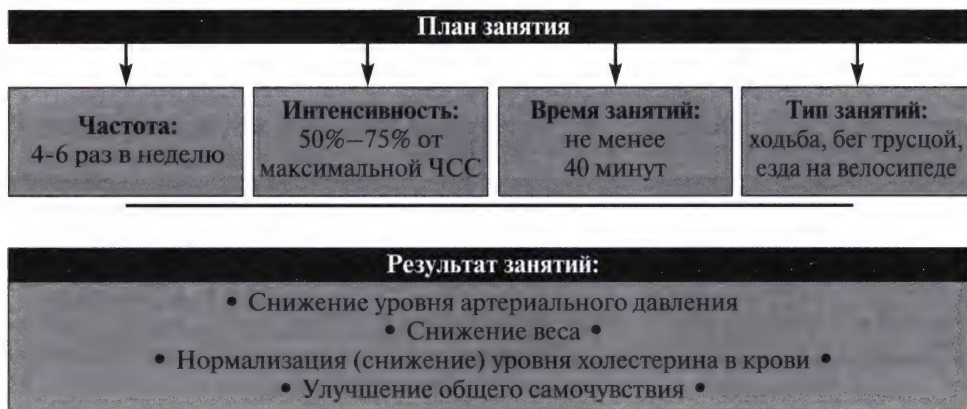 План занятия
Частота:
4-6 раз в неделю
Интенсивность:
50%–75% от
максимальной ЧСС
Время занятий:
не менее
40 минут
Тип занятий:
ходьба, бег трусцой,
езда на велосипеде
Результат занятий:
• Снижение уровня артериального давления
• Снижение веса •
• Нормализация (снижение) уровня холестерина в крови •
• Улучшение общего самочувствия •